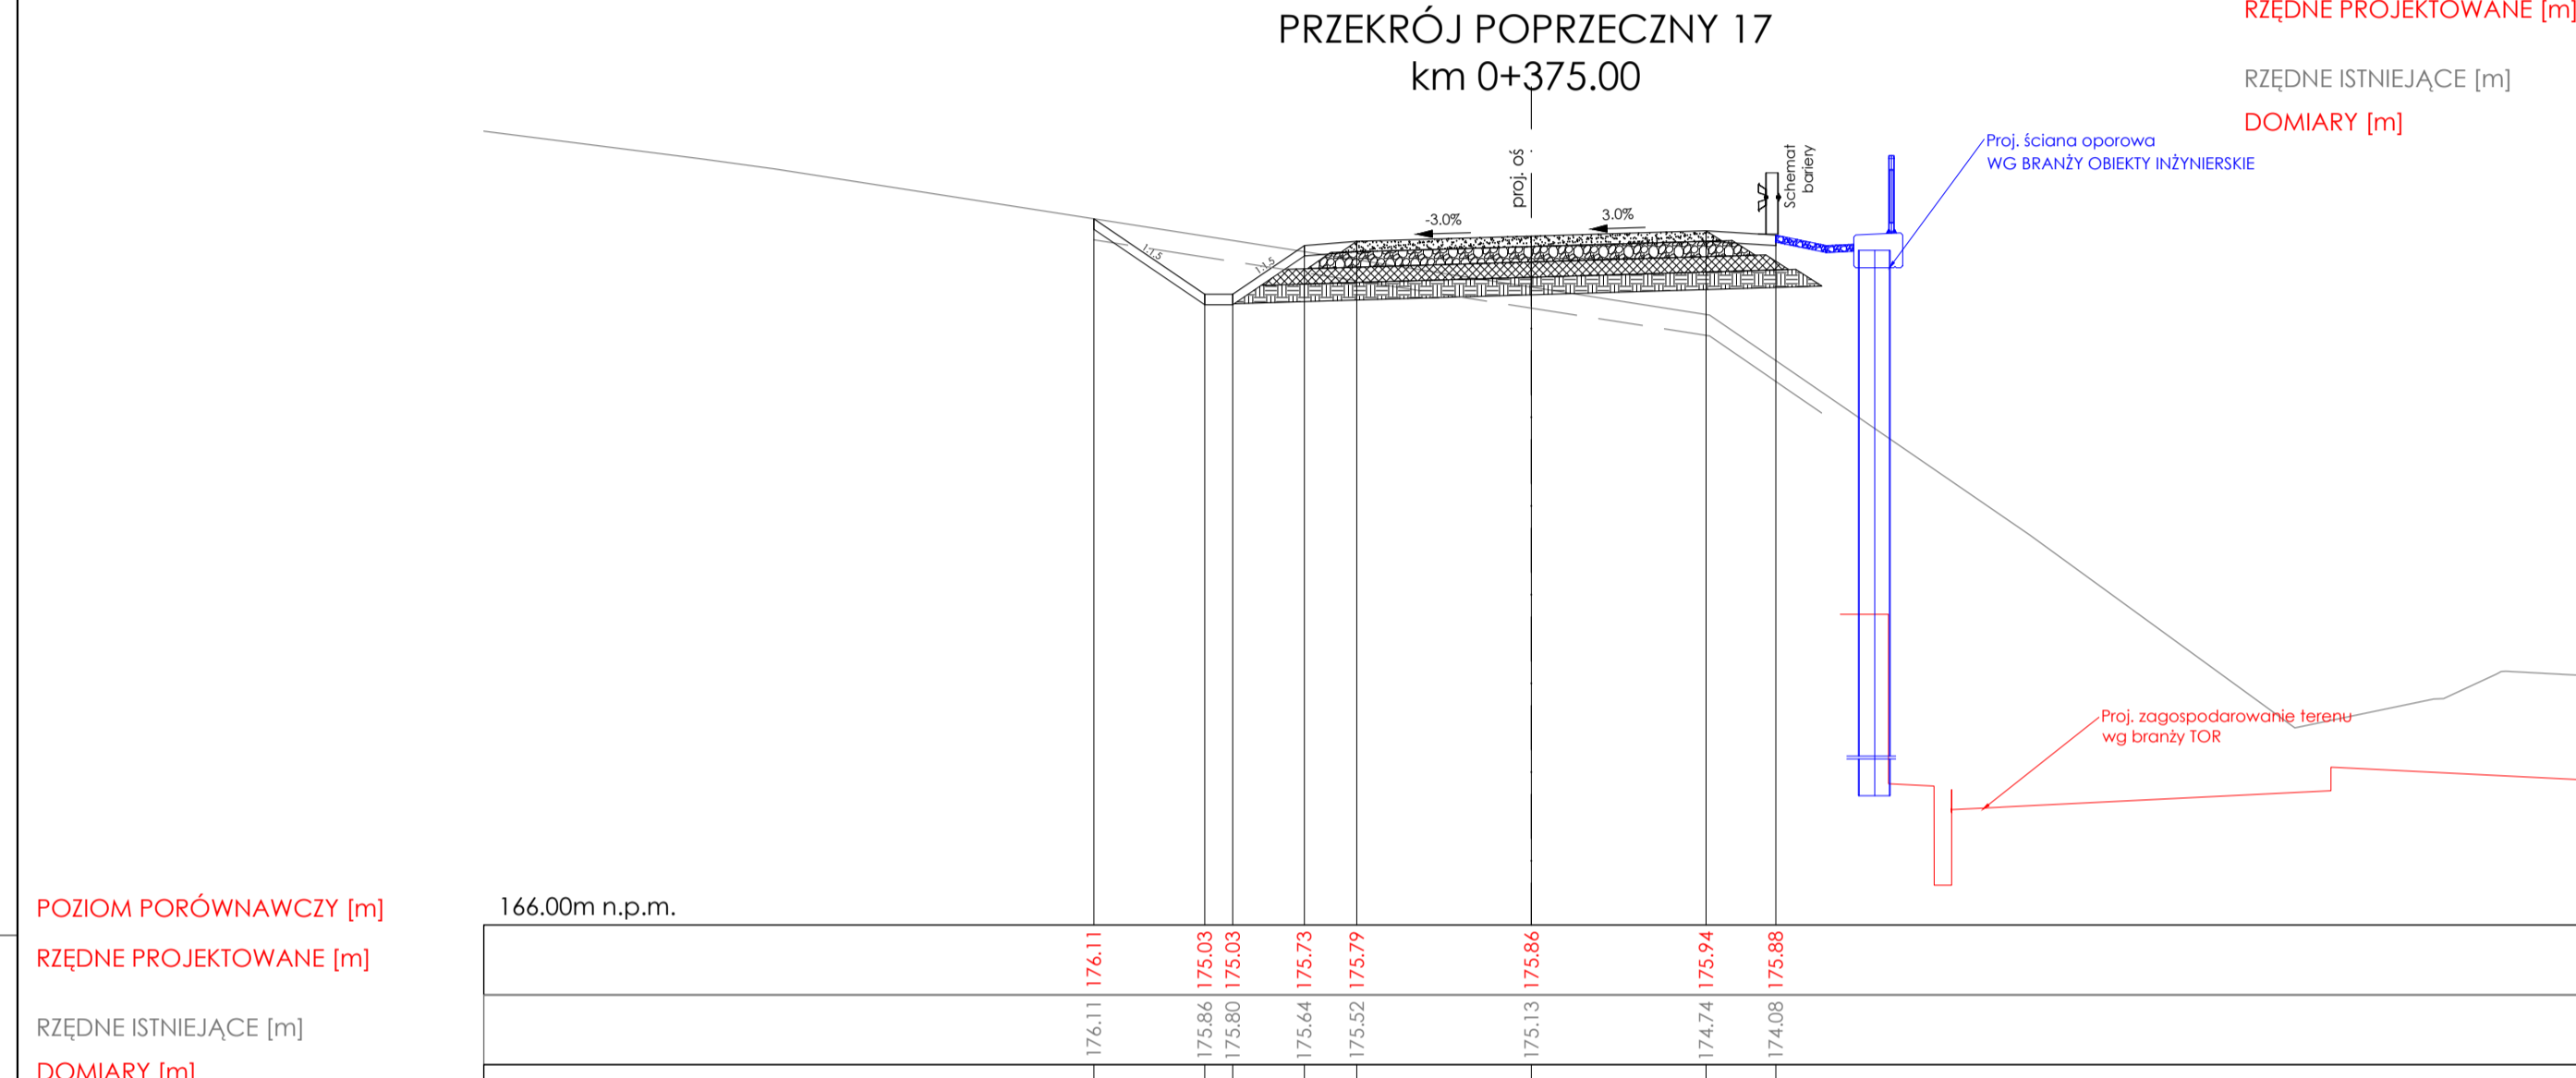 PRZEKRÓJ POPRZECZNY 17
km 0+375.00
RZĘDNE PROJEKTOWANE [m]
RZĘDNE ISTNIEJĄCE [m]
DOMIARY [m]
Proj. ściana oporowa
WG BRANŻY OBIEKTY INŻYNIERSKIE
proj. oś
Schemat
bariery
-3.0%
3.0%
1:1.5
1:1.5
Proj. zagospodarowanie terenu
wg branży TOR
POZIOM PORÓWNAWCZY [m]
166.00m n.p.m.
RZĘDNE PROJEKTOWANE [m]
176.11 175.03 175.03 175.73 175.79 175.86 175.94 175.88
RZĘDNE ISTNIEJĄCE [m]
176.11 175.86 175.80 175.64 175.52 175.13 174.74 174.08
DOMIARY [m]